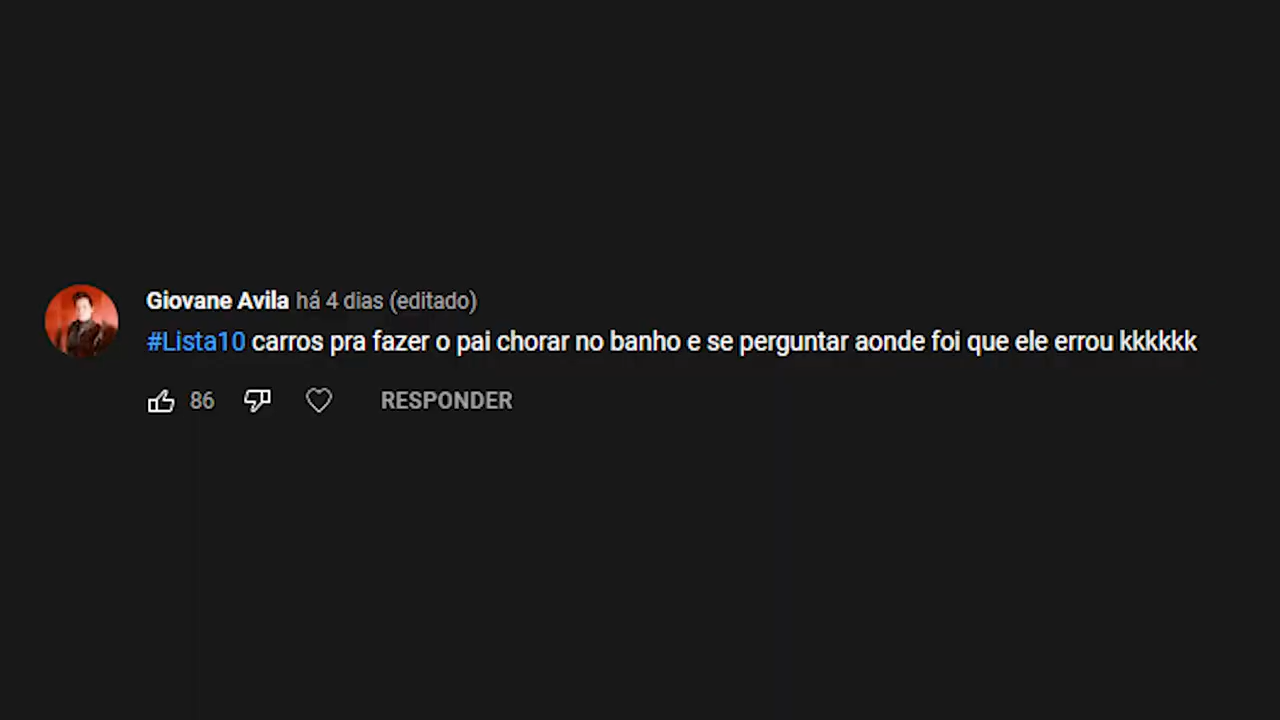 Giovane Avila há 4 dias (editado)
#Lista10 carros pra fazer o pai chorar no banho e se perguntar aonde foi que ele errou kkkkkk
86 RESPONDER